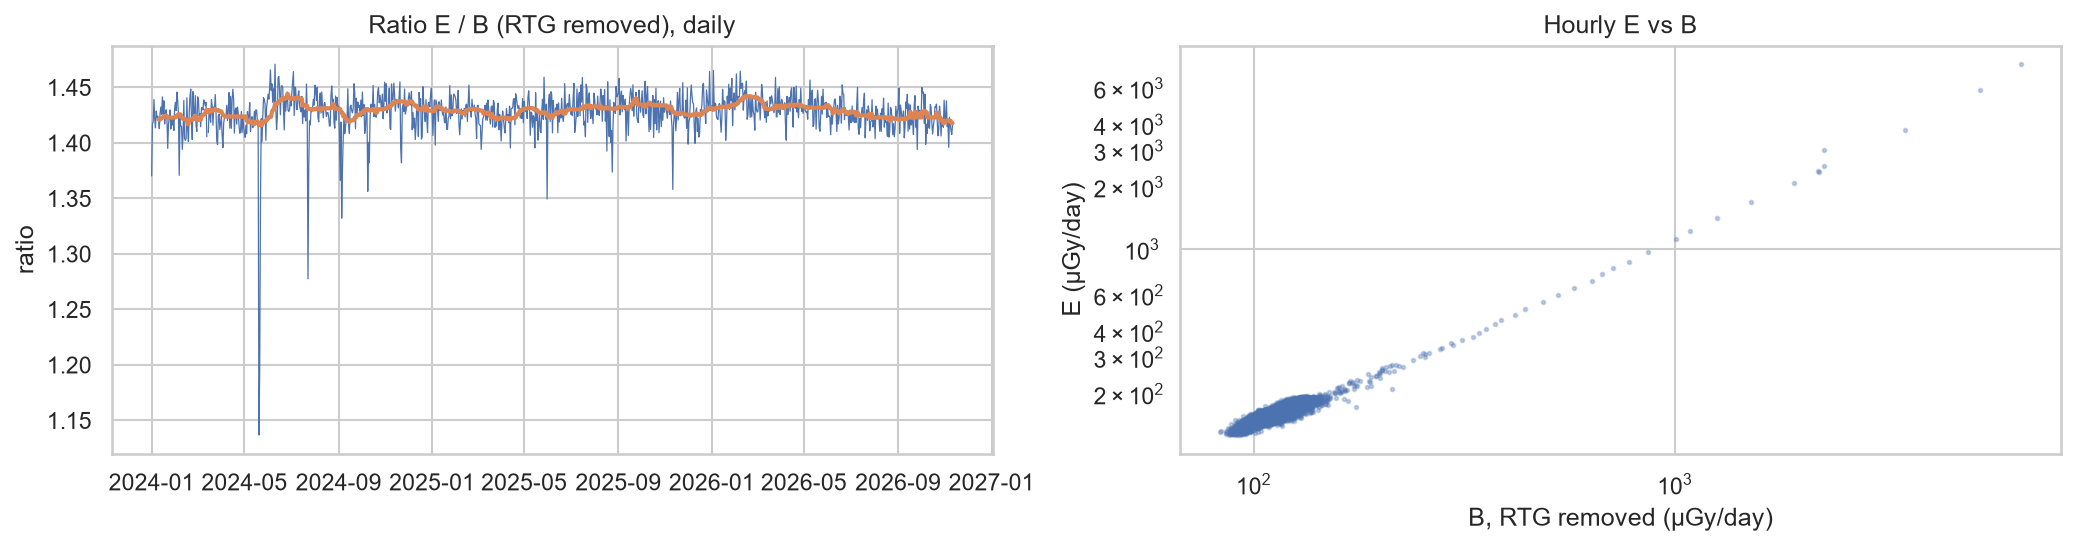 Ratio E / B (RTG removed), daily
ratio
1.45
1.40
1.35
1.30
1.25
1.20
1.15
2024-01 2024-05 2024-09 2025-01 2025-05 2025-09 2026-01 2026-05 2026-09 2027-01
Hourly E vs B
E (µGy/day)
6 × 10³
4 × 10³
3 × 10³
2 × 10³
10³
6 × 10²
4 × 10²
3 × 10²
2 × 10²
10² 10³
B, RTG removed (µGy/day)